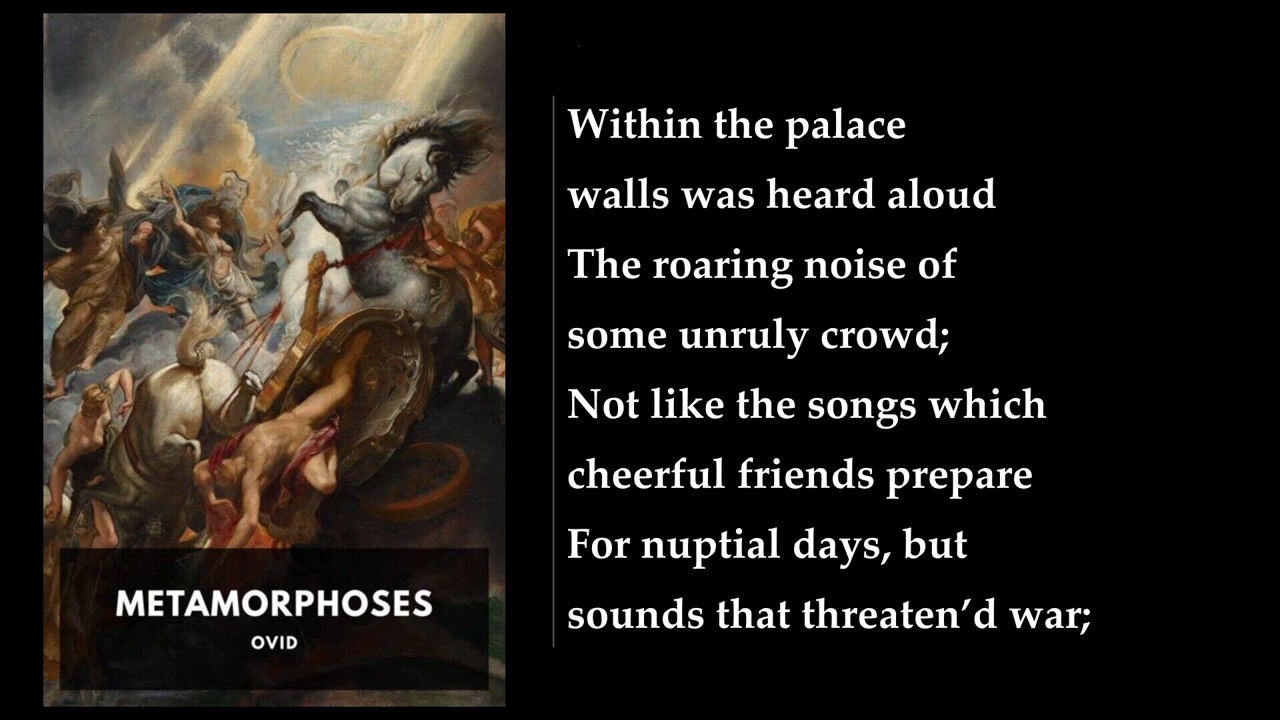 METAMORPHOSES
OVID
Within the palace
walls was heard aloud
The roaring noise of
some unruly crowd;
Not like the songs which
cheerful friends prepare
For nuptial days, but
sounds that threaten’d war;